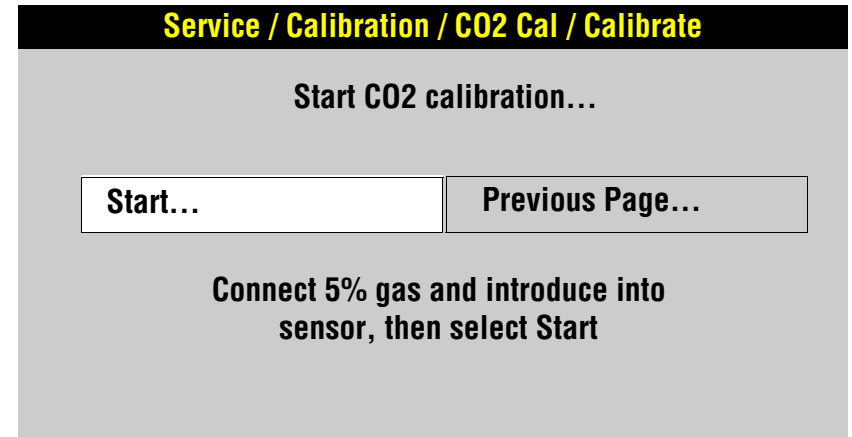 Service / Calibration / CO2 Cal / Calibrate
Start CO2 calibration...
Start...
Previous Page...
Connect 5% gas and introduce into
sensor, then select Start